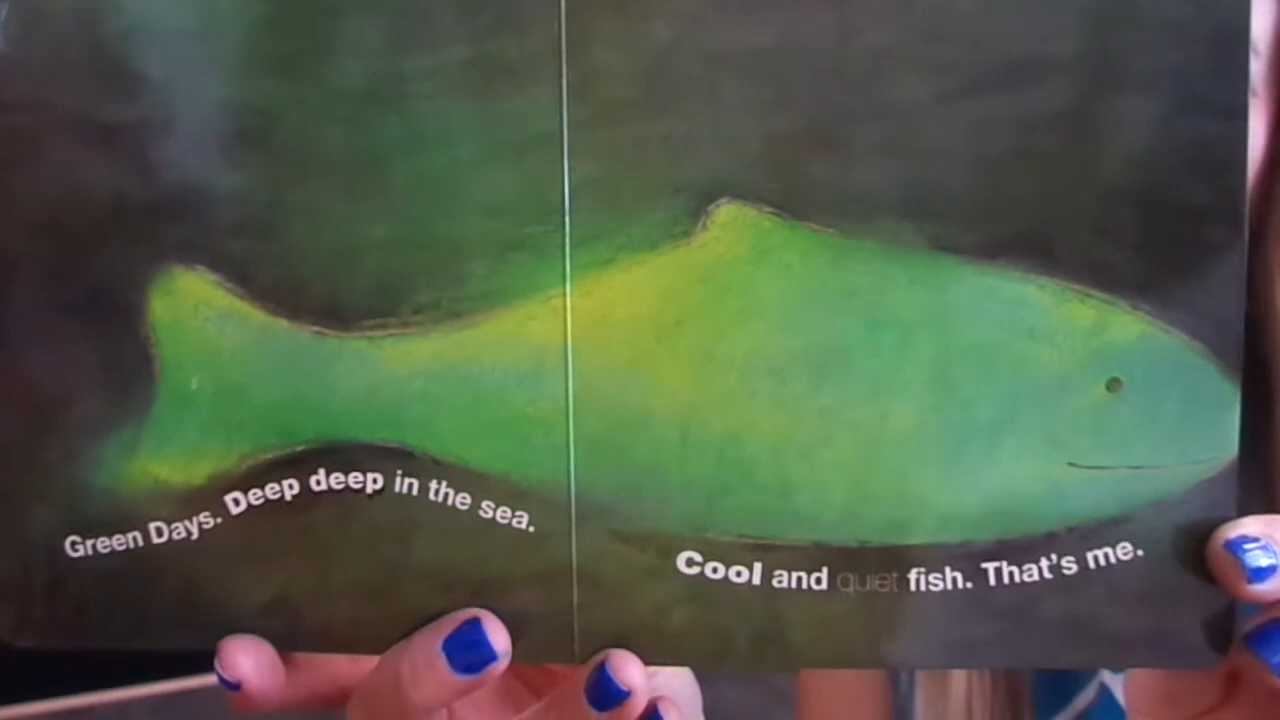 Green Days. Deep deep in the sea.
Cool and quiet fish. That's me.